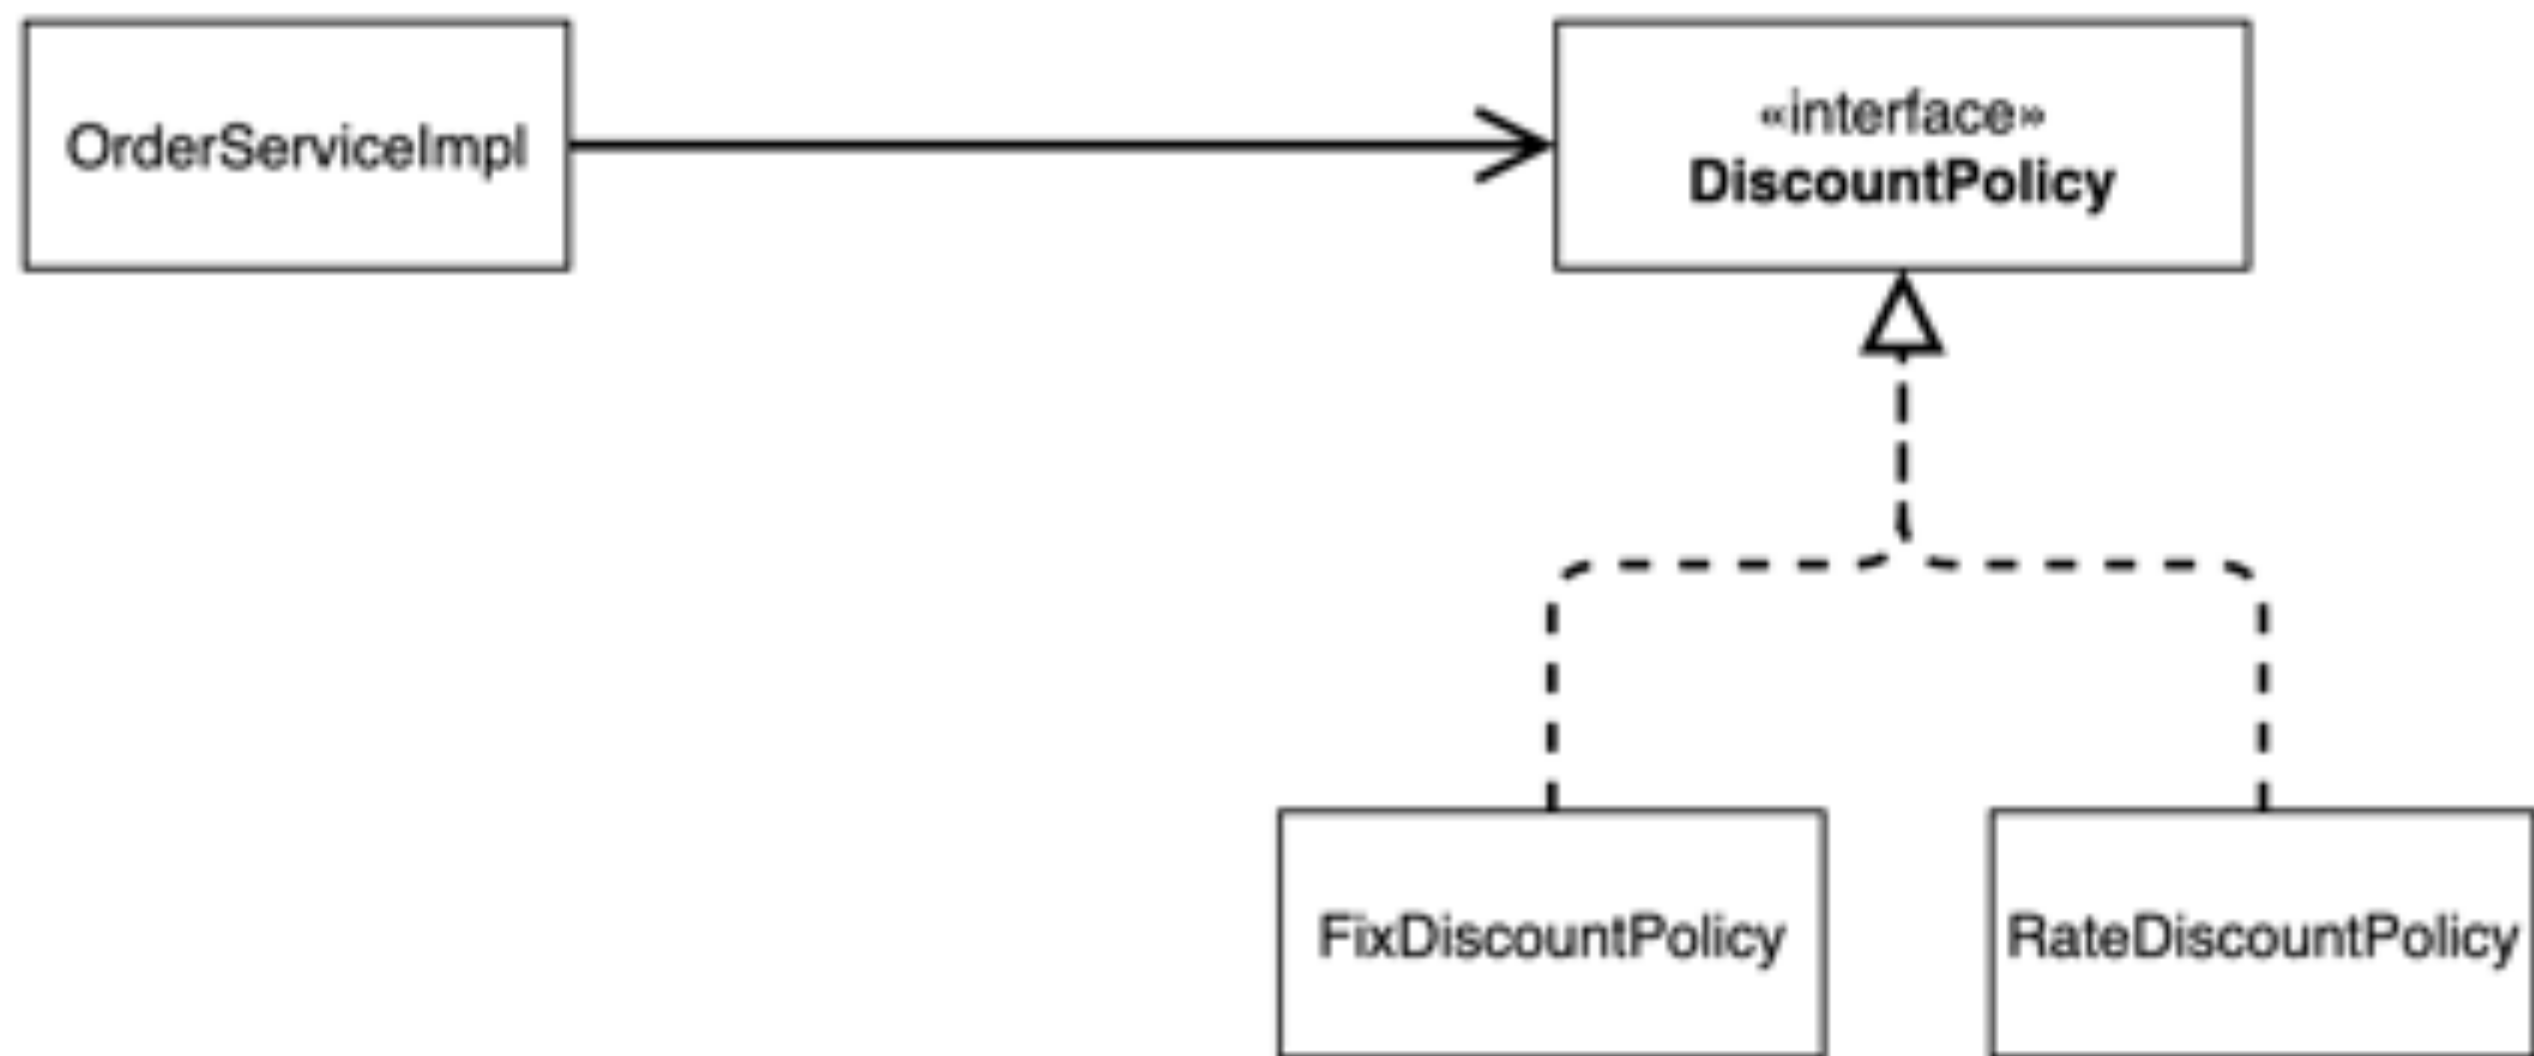 OrderServiceImpl
«interface»
DiscountPolicy
FixDiscountPolicy
RateDiscountPolicy